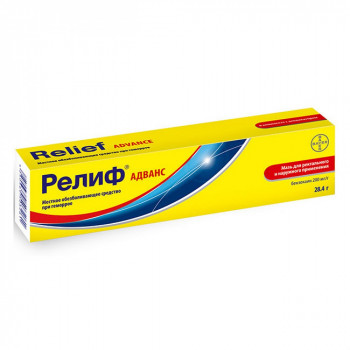 Relief ADVANCE
Местное обезболивающее средство при геморрое
Релиф® АДВАНС
Местное обезболивающее средство
при геморрое
BAYER
Мазь для ректального
и наружного применения
бензокаин 200 мг/г
28.4 г